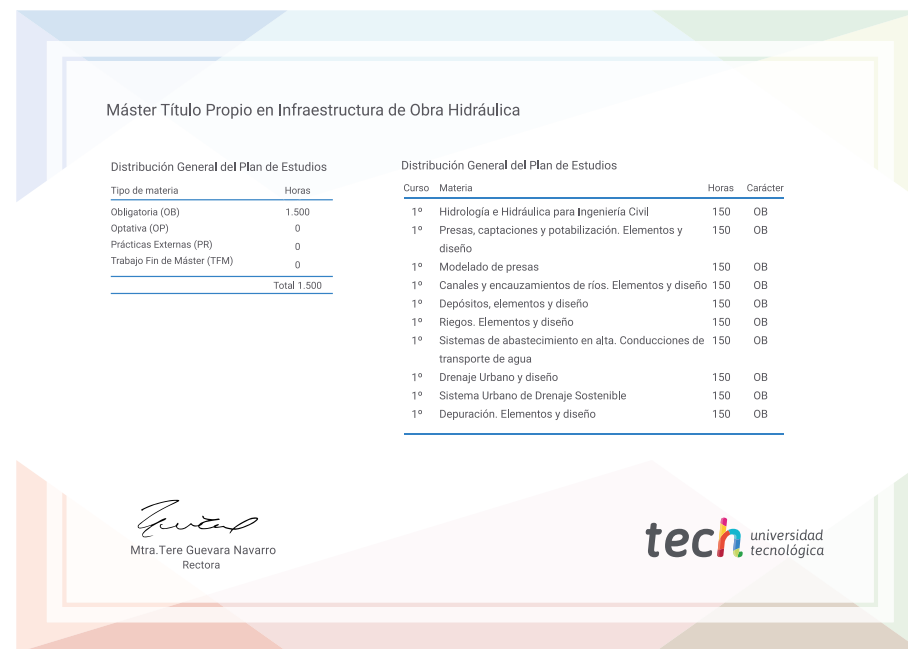 Máster Título Propio en Infraestructura de Obra Hidráulica
Distribución General del Plan de Estudios
Tipo de materia Horas
Obligatoria (OB) 1.500
Optativa (OP) 0
Prácticas Externas (PR) 0
Trabajo Fin de Máster (TFM) 0
Total 1.500
Distribución General del Plan de Estudios
Curso Materia Horas Carácter
1º Hidrología e Hidráulica para Ingeniería Civil 150 OB
1º Presas, captaciones y potabilización. Elementos y 150 OB
diseño
1º Modelado de presas 150 OB
1º Canales y encauzamientos de ríos. Elementos y diseño 150 OB
1º Depósitos, elementos y diseño 150 OB
1º Riegos. Elementos y diseño 150 OB
1º Sistemas de abastecimiento en alta. Conducciones de 150 OB
transporte de agua
1º Drenaje Urbano y diseño 150 OB
1º Sistema Urbano de Drenaje Sostenible 150 OB
1º Depuración. Elementos y diseño 150 OB
Mtra.Tere Guevara Navarro
Rectora
tech universidad
tecnológica